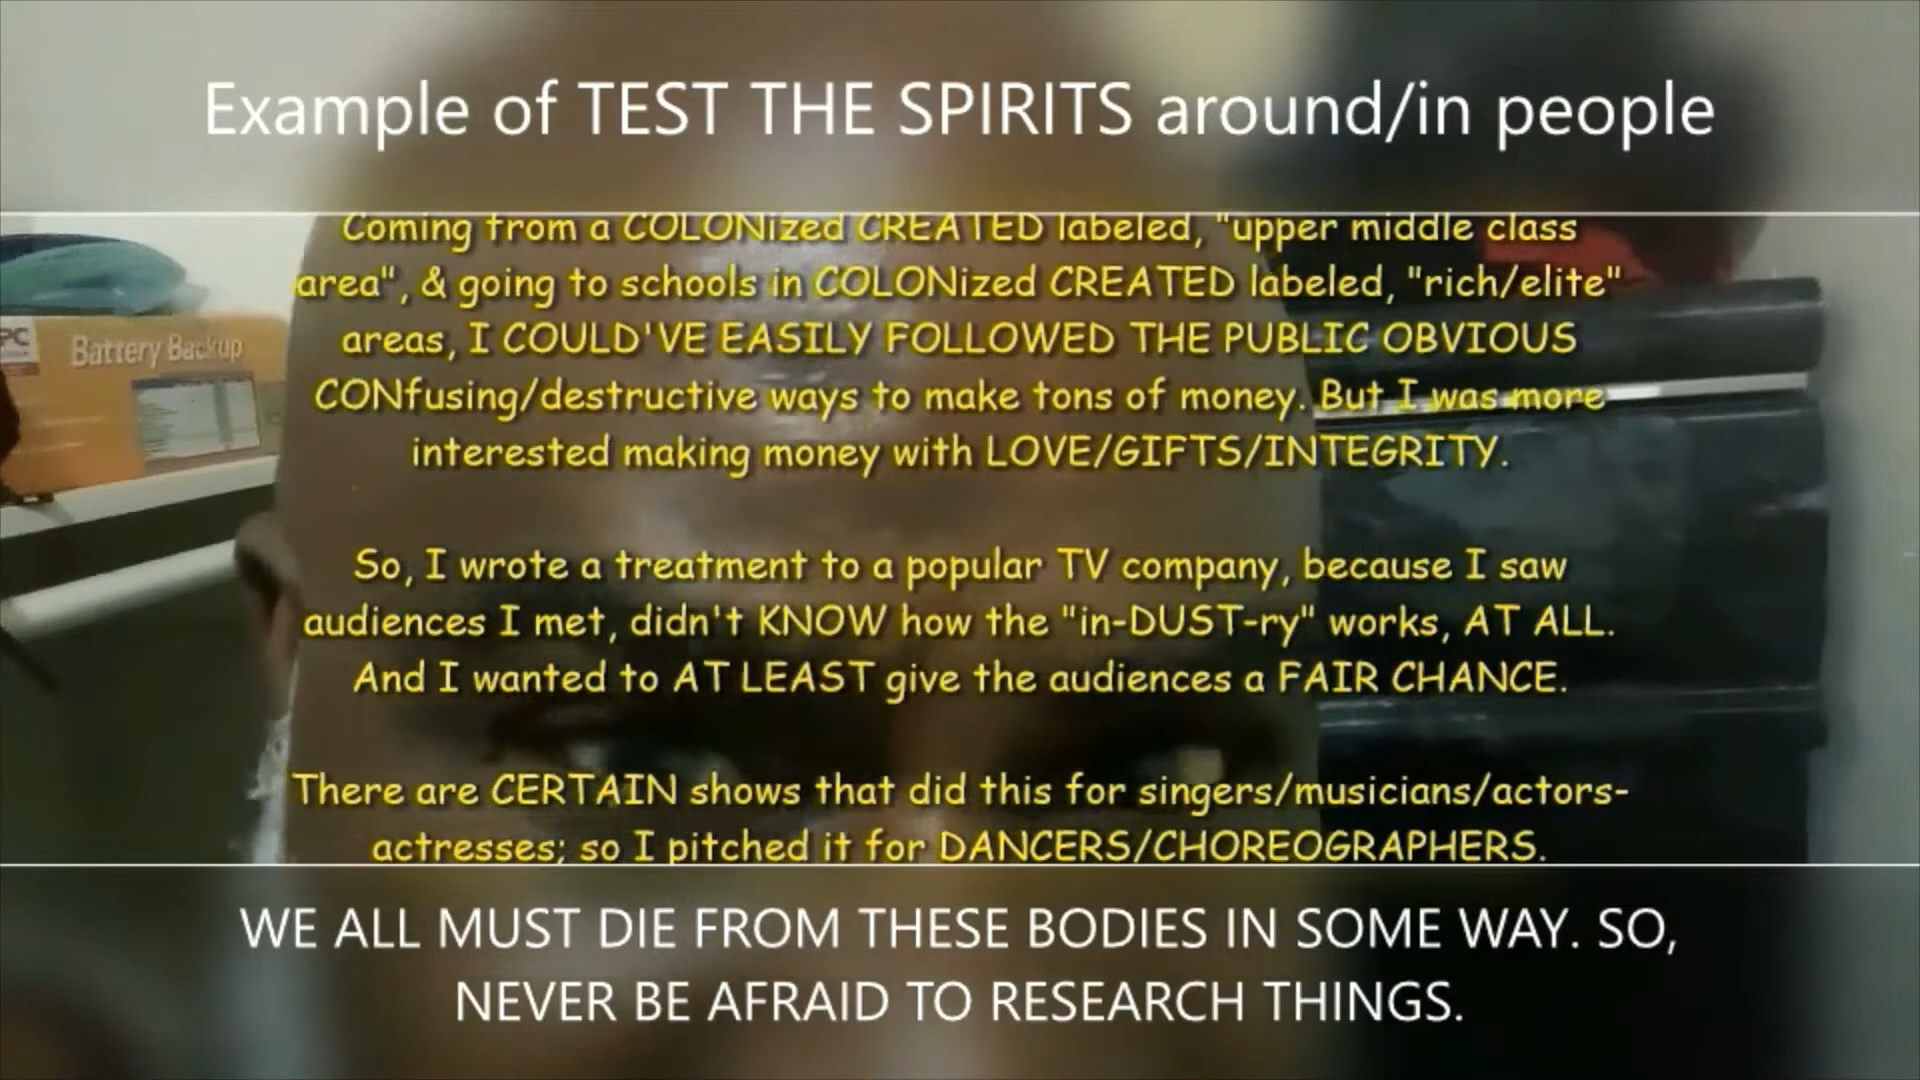 Example of TEST THE SPIRITS around/in people
Coming from a COLONized CREATED labeled, "upper middle class
area", & going to schools in COLONized CREATED labeled, "rich/elite"
areas, I COULD'VE EASILY FOLLOWED THE PUBLIC OBVIOUS
CONfusing/destructive ways to make tons of money. But I was more
interested making money with LOVE/GIFTS/INTEGRITY.
So, I wrote a treatment to a popular TV company, because I saw
audiences I met, didn't KNOW how the "in-DUST-ry" works, AT ALL.
And I wanted to AT LEAST give the audiences a FAIR CHANCE.
There are CERTAIN shows that did this for singers/musicians/actors-
actresses; so I pitched it for DANCERS/CHOREOGRAPHERS.
WE ALL MUST DIE FROM THESE BODIES IN SOME WAY. SO,
NEVER BE AFRAID TO RESEARCH THINGS.
PC
Battery Backup